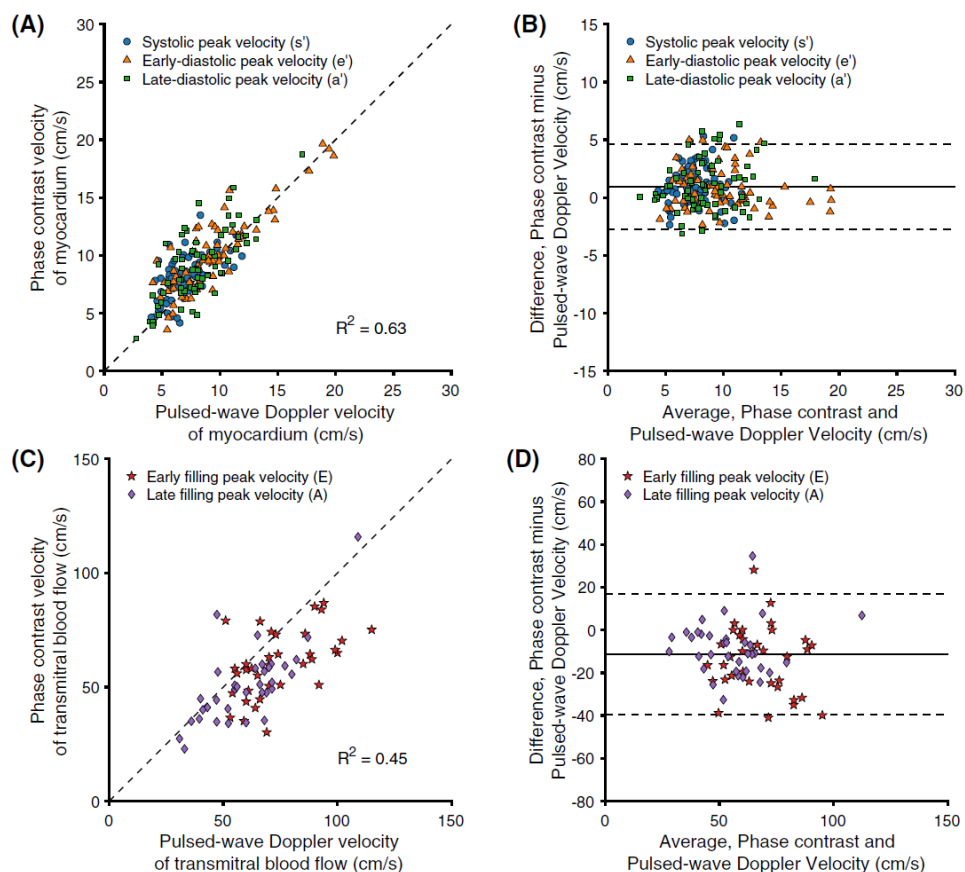 (A)
30
25
20
15
10
5
0
Phase contrast velocity
of myocardium (cm/s)
Systolic peak velocity (s')
Early-diastolic peak velocity (e')
Late-diastolic peak velocity (a')
R² = 0.63
0 5 10 15 20 25 30
Pulsed-wave Doppler velocity
of myocardium (cm/s)
(B)
15
10
5
0
-5
-10
-15
Difference, Phase contrast minus
Pulsed-wave Doppler Velocity (cm/s)
Systolic peak velocity (s')
Early-diastolic peak velocity (e')
Late-diastolic peak velocity (a')
0 5 10 15 20 25 30
Average, Phase contrast and
Pulsed-wave Doppler Velocity (cm/s)
(C)
150
100
50
0
Phase contrast velocity
of transmitral blood flow (cm/s)
Early filling peak velocity (E)
Late filling peak velocity (A)
R² = 0.45
0 50 100 150
Pulsed-wave Doppler velocity
of transmitral blood flow (cm/s)
(D)
80
60
40
20
0
-20
-40
-60
-80
Difference, Phase contrast minus
Pulsed-wave Doppler Velocity (cm/s)
Early filling peak velocity (E)
Late filling peak velocity (A)
0 50 100 150
Average, Phase contrast and
Pulsed-wave Doppler Velocity (cm/s)